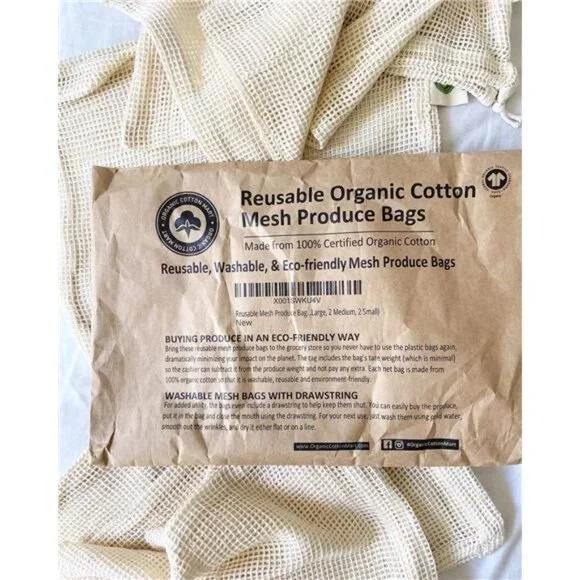 ORGANIC COTTON MART
ORGANIC COTTON MART
Reusable Organic Cotton
Mesh Produce Bags
Organic
Made from 100% Certified Organic Cotton
Reusable, Washable, & Eco-friendly Mesh Produce Bags
X001SWKU4V
Reusable Mesh Produce Bag, Large, 2 Medium, 2 Small)
New
BUYING PRODUCE IN AN ECO-FRIENDLY WAY
Bring these reusable mesh produce bags to the grocery store so you never have to use the plastic bags again,
dramatically minimizing your impact on the planet. The tag includes the bag's tare weight (which is minimal)
so the cashier can subtract it from the produce weight and not pay any extra. Each net bag is made from
100% organic cotton so that it is washable, reusable and environment-friendly.
WASHABLE MESH BAGS WITH DRAWSTRING
For added utility, the bags even include a drawstring to help keep them shut. You can easily buy the produce,
put it in the bag and close the mouth using the drawstring. For your next use, just wash them using cold water,
smooth out the wrinkles, and dry it either flat or on a line.
www.OrganicCottonMart.com
@OrganicCottonMart